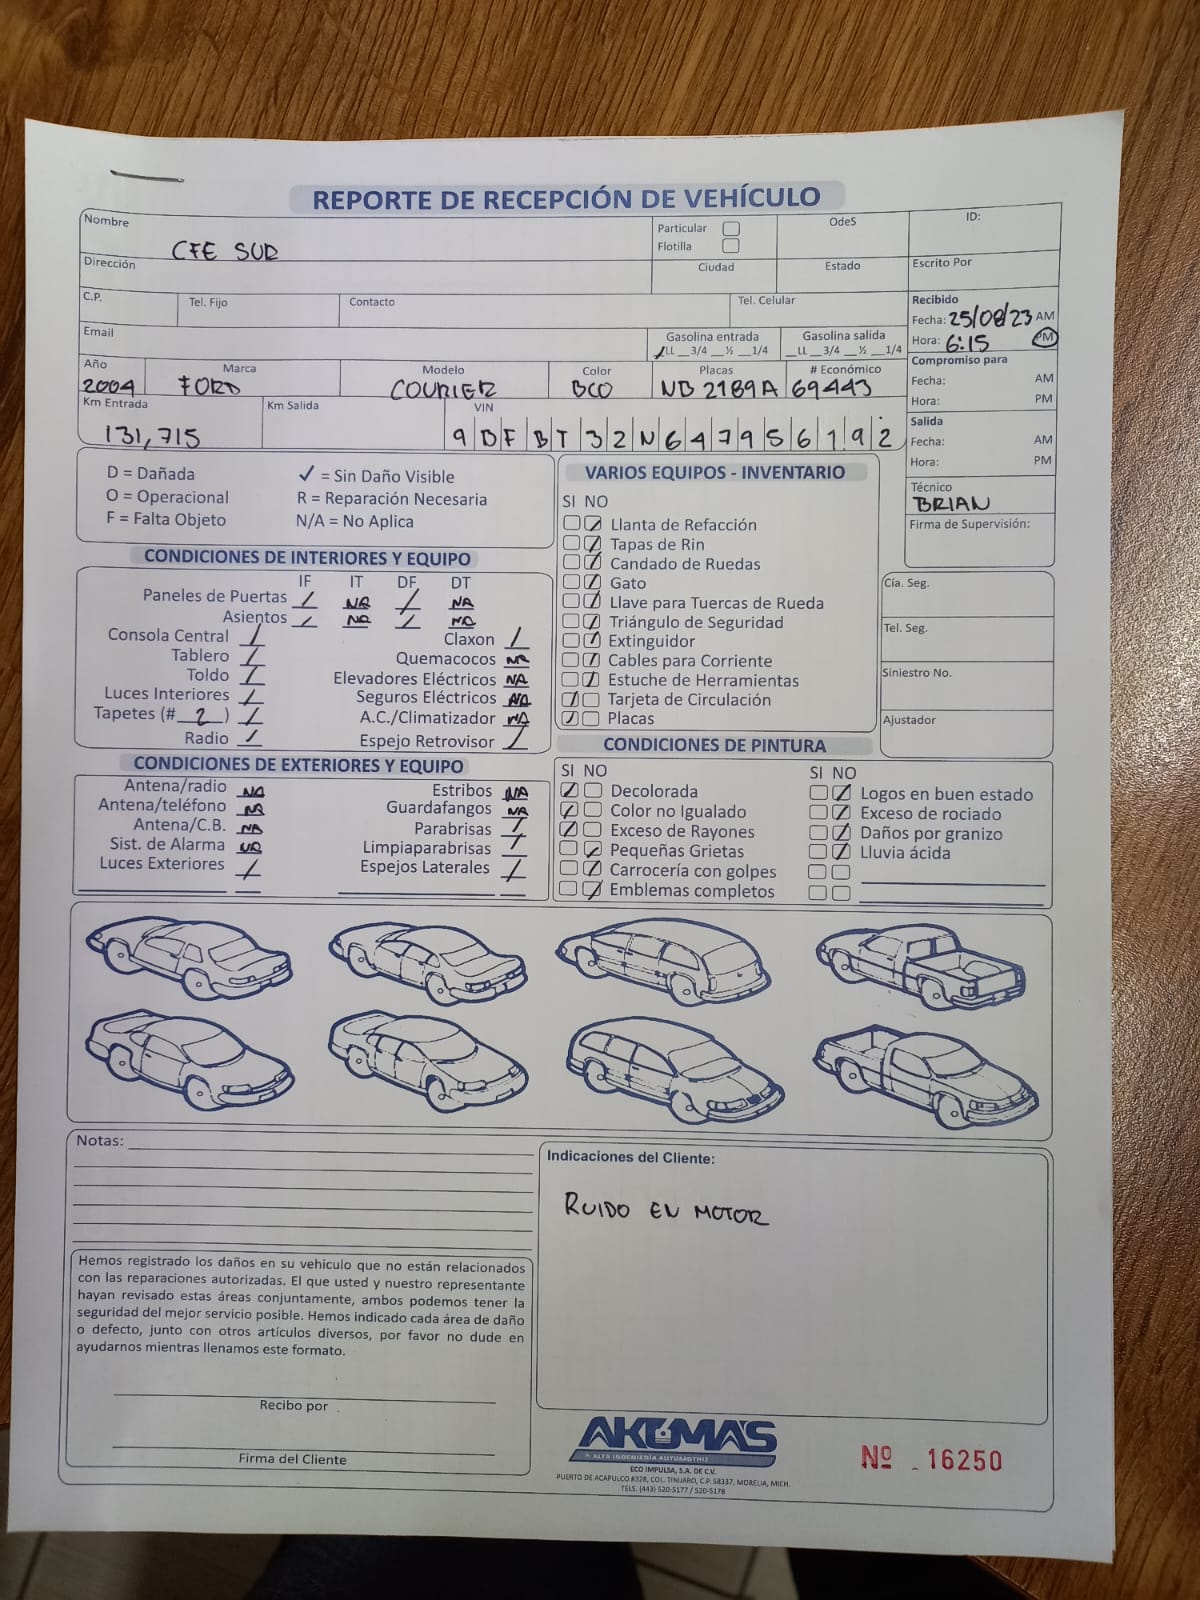 REPORTE DE RECEPCIÓN DE VEHÍCULO
Nombre CFE SUR
Particular
Flotilla
OdeS
ID:
Dirección
Ciudad
Estado
Escrito Por
C.P.
Tel. Fijo
Contacto
Tel. Celular
Recibido
Fecha: 25/08/23 AM
Hora: 6:15 PM
Email
Gasolina entrada
LL __3/4 __½ __1/4
Gasolina salida
__LL __3/4 __½ __1/4
Compromiso para
Fecha: AM
Hora: PM
Año Marca Modelo Color Placas # Económico
2004 FORD COURIER BCO NB 2189A 69443
Km Entrada Km Salida VIN
131,715 9BFBT32N647956192
Salida
Fecha: AM
Hora: PM
Técnico
BRIAN
Firma de Supervisión:
D = Dañada ✓ = Sin Daño Visible
O = Operacional R = Reparación Necesaria
F = Falta Objeto N/A = No Aplica
CONDICIONES DE INTERIORES Y EQUIPO
IF IT DF DT
Paneles de Puertas / NA / NA
Asientos / NA / NA
Consola Central / Claxon /
Tablero / Quemacocos NA
Toldo / Elevadores Eléctricos NA
Luces Interiores / Seguros Eléctricos NA
Tapetes (# 2 ) / A.C./Climatizador NA
Radio / Espejo Retrovisor /
VARIOS EQUIPOS - INVENTARIO
SI NO
Llanta de Refacción
Tapas de Rin
Candado de Ruedas
Gato
Llave para Tuercas de Rueda
Triángulo de Seguridad
Extinguidor
Cables para Corriente
Estuche de Herramientas
Tarjeta de Circulación
Placas
Cía. Seg.
Tel. Seg.
Siniestro No.
Ajustador
CONDICIONES DE EXTERIORES Y EQUIPO
Antena/radio NA Estribos NA
Antena/teléfono NA Guardafangos NA
Antena/C.B. NA Parabrisas /
Sist. de Alarma NA Limpiaparabrisas /
Luces Exteriores / Espejos Laterales /
CONDICIONES DE PINTURA
SI NO SI NO
Decolorada Logos en buen estado
Color no Igualado Exceso de rociado
Exceso de Rayones Daños por granizo
Pequeñas Grietas Lluvia ácida
Carrocería con golpes
Emblemas completos
Notas:
Indicaciones del Cliente:
RUIDO EN MOTOR
Hemos registrado los daños en su vehiculo que no están relacionados
con las reparaciones autorizadas. El que usted y nuestro representante
hayan revisado estas áreas conjuntamente, ambos podemos tener la
seguridad del mejor servicio posible. Hemos indicado cada área de daño
o defecto, junto con otros artículos diversos, por favor no dude en
ayudarnos mientras llenamos este formato.
Recibo por
Firma del Cliente
AKUMA'S
ALTA INGENIERÍA AUTOMOTRIZ
ECO IMPULSA, S.A. DE C.V.
PUERTO DE ACAPULCO #328, COL. TINIJARO, C.P. 58337, MORELIA, MICH.
TELS. (443) 520-5177 / 520-5178
Nº 16250